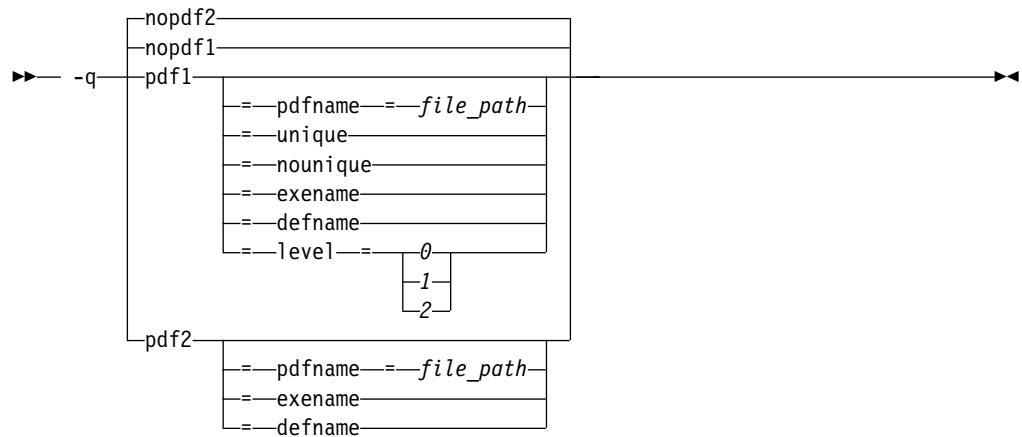 nopdf2
nopdf1
-q pdf1
= pdfname = file_path
= unique
= nounique
= exename
= defname
= level = 0
1
2
pdf2
= pdfname = file_path
= exename
= defname